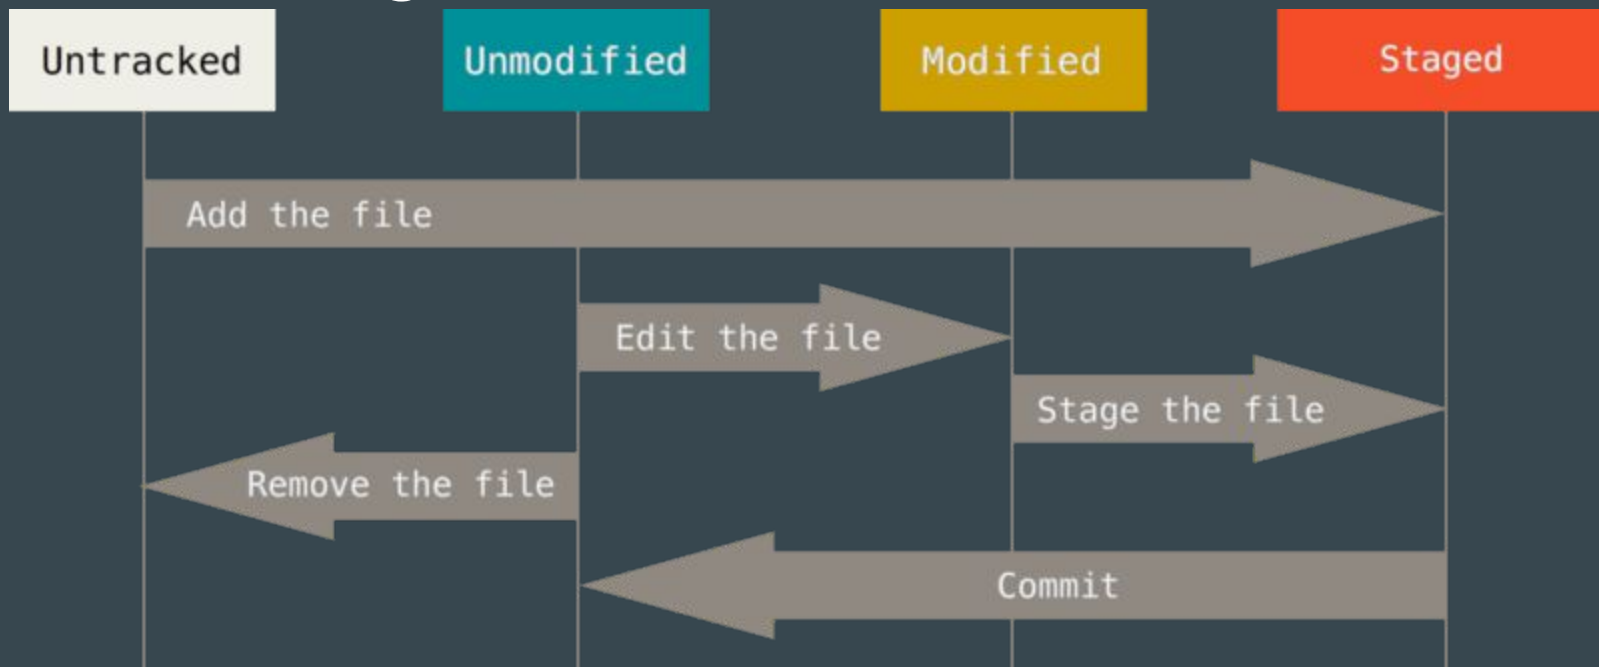 Untracked
Unmodified
Modified
Staged
Add the file
Edit the file
Stage the file
Remove the file
Commit